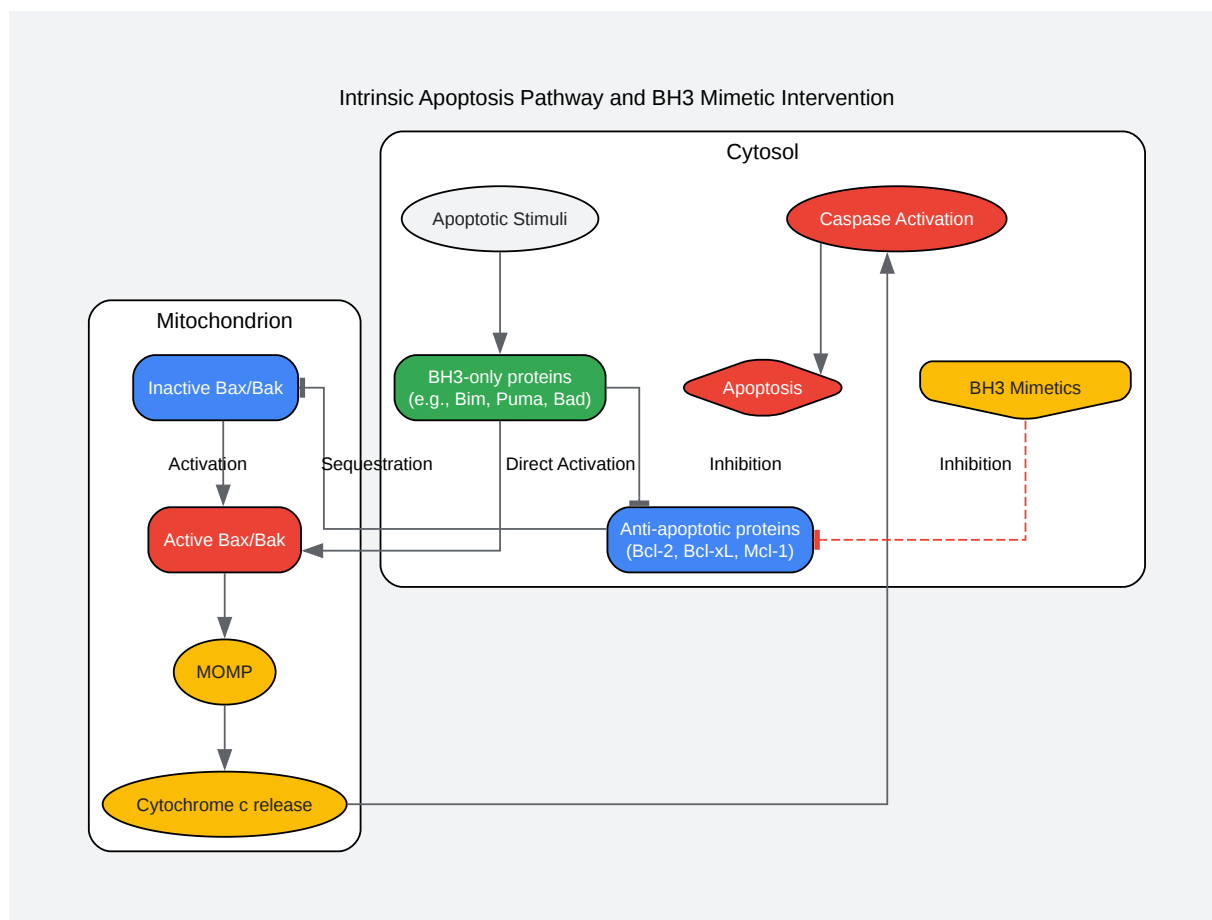 Intrinsic Apoptosis Pathway and BH3 Mimetic Intervention
Cytosol
Apoptotic Stimuli
Caspase Activation
Mitochondrion
Inactive Bax/Bak
BH3-only proteins
(e.g., Bim, Puma, Bad)
Apoptosis
BH3 Mimetics
Activation
Sequestration
Direct Activation
Inhibition
Inhibition
Active Bax/Bak
Anti-apoptotic proteins
(Bcl-2, Bcl-xL, Mcl-1)
MOMP
Cytochrome c release